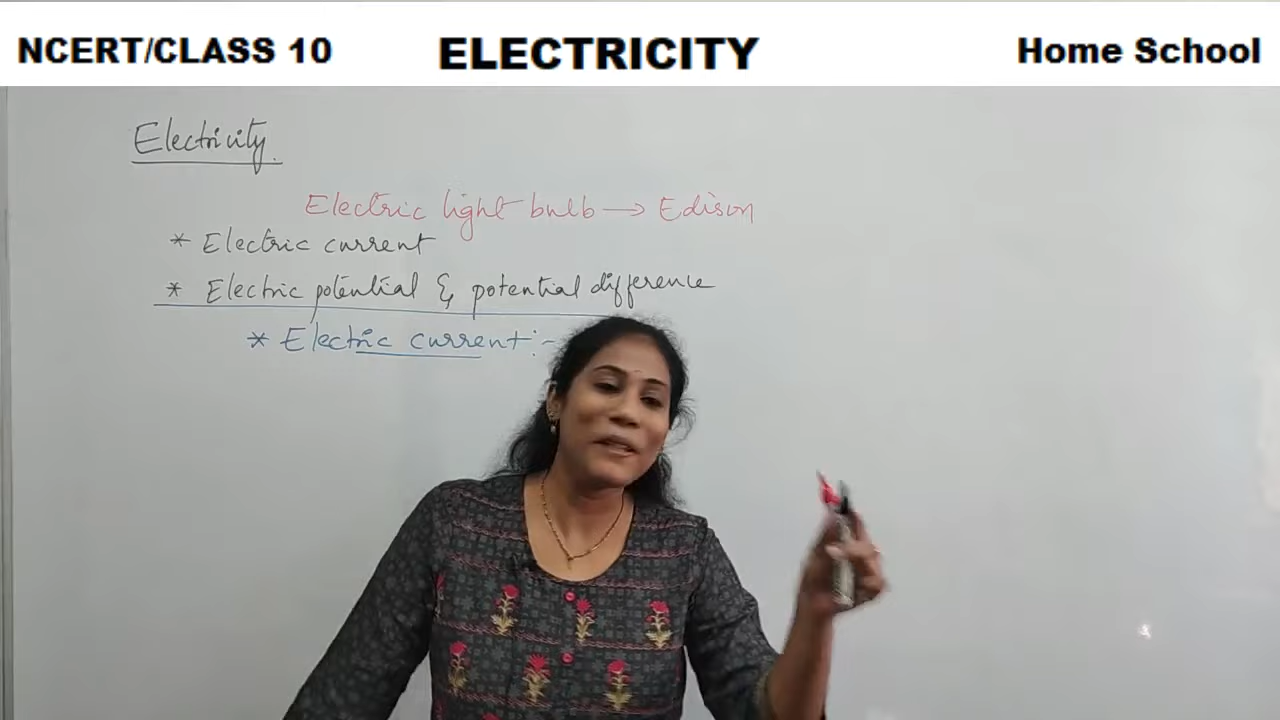 NCERT/CLASS 10 ELECTRICITY Home School
Electricity.
Electric light bulb → Edison
* Electric current
* Electric potential & potential difference
* Electric current:-